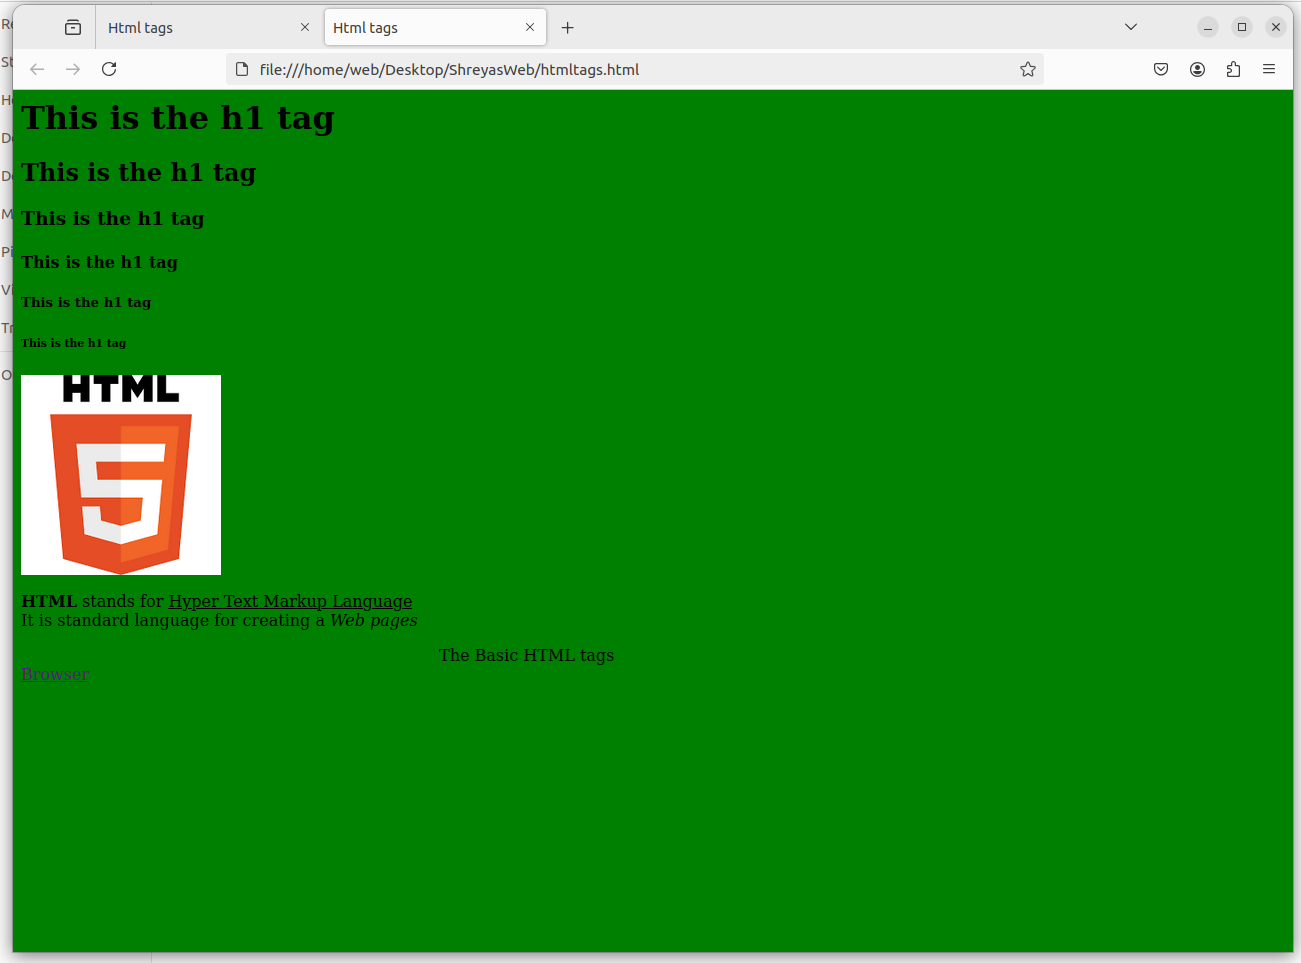 Html tags
Html tags
file:///home/web/Desktop/ShreyasWeb/htmltags.html
This is the h1 tag
This is the h1 tag
This is the h1 tag
This is the h1 tag
This is the h1 tag
This is the h1 tag
HTML
5
HTML stands for Hyper Text Markup Language
It is standard language for creating a Web pages
The Basic HTML tags
Browser